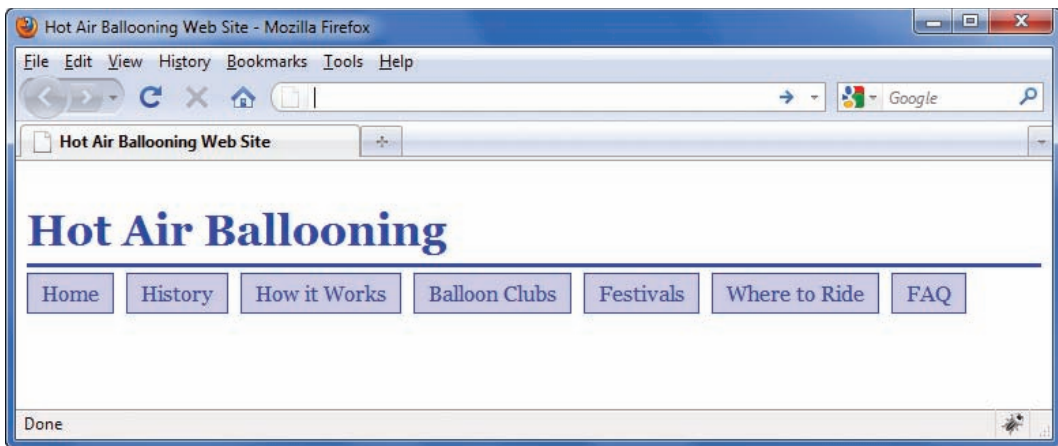 Hot Air Ballooning Web Site - Mozilla Firefox
File Edit View History Bookmarks Tools Help
Google
Hot Air Ballooning Web Site
Hot Air Ballooning
Home History How it Works Balloon Clubs Festivals Where to Ride FAQ
Done